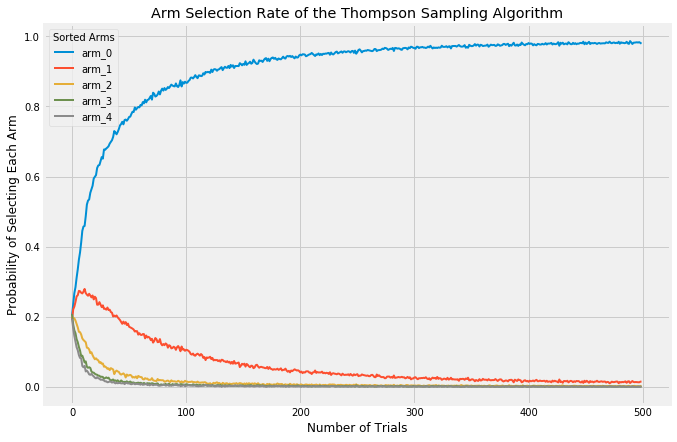 Arm Selection Rate of the Thompson Sampling Algorithm
Sorted Arms
arm_0
arm_1
arm_2
arm_3
arm_4
Probability of Selecting Each Arm
1.0
0.8
0.6
0.4
0.2
0.0
0
100
200
300
400
500
Number of Trials